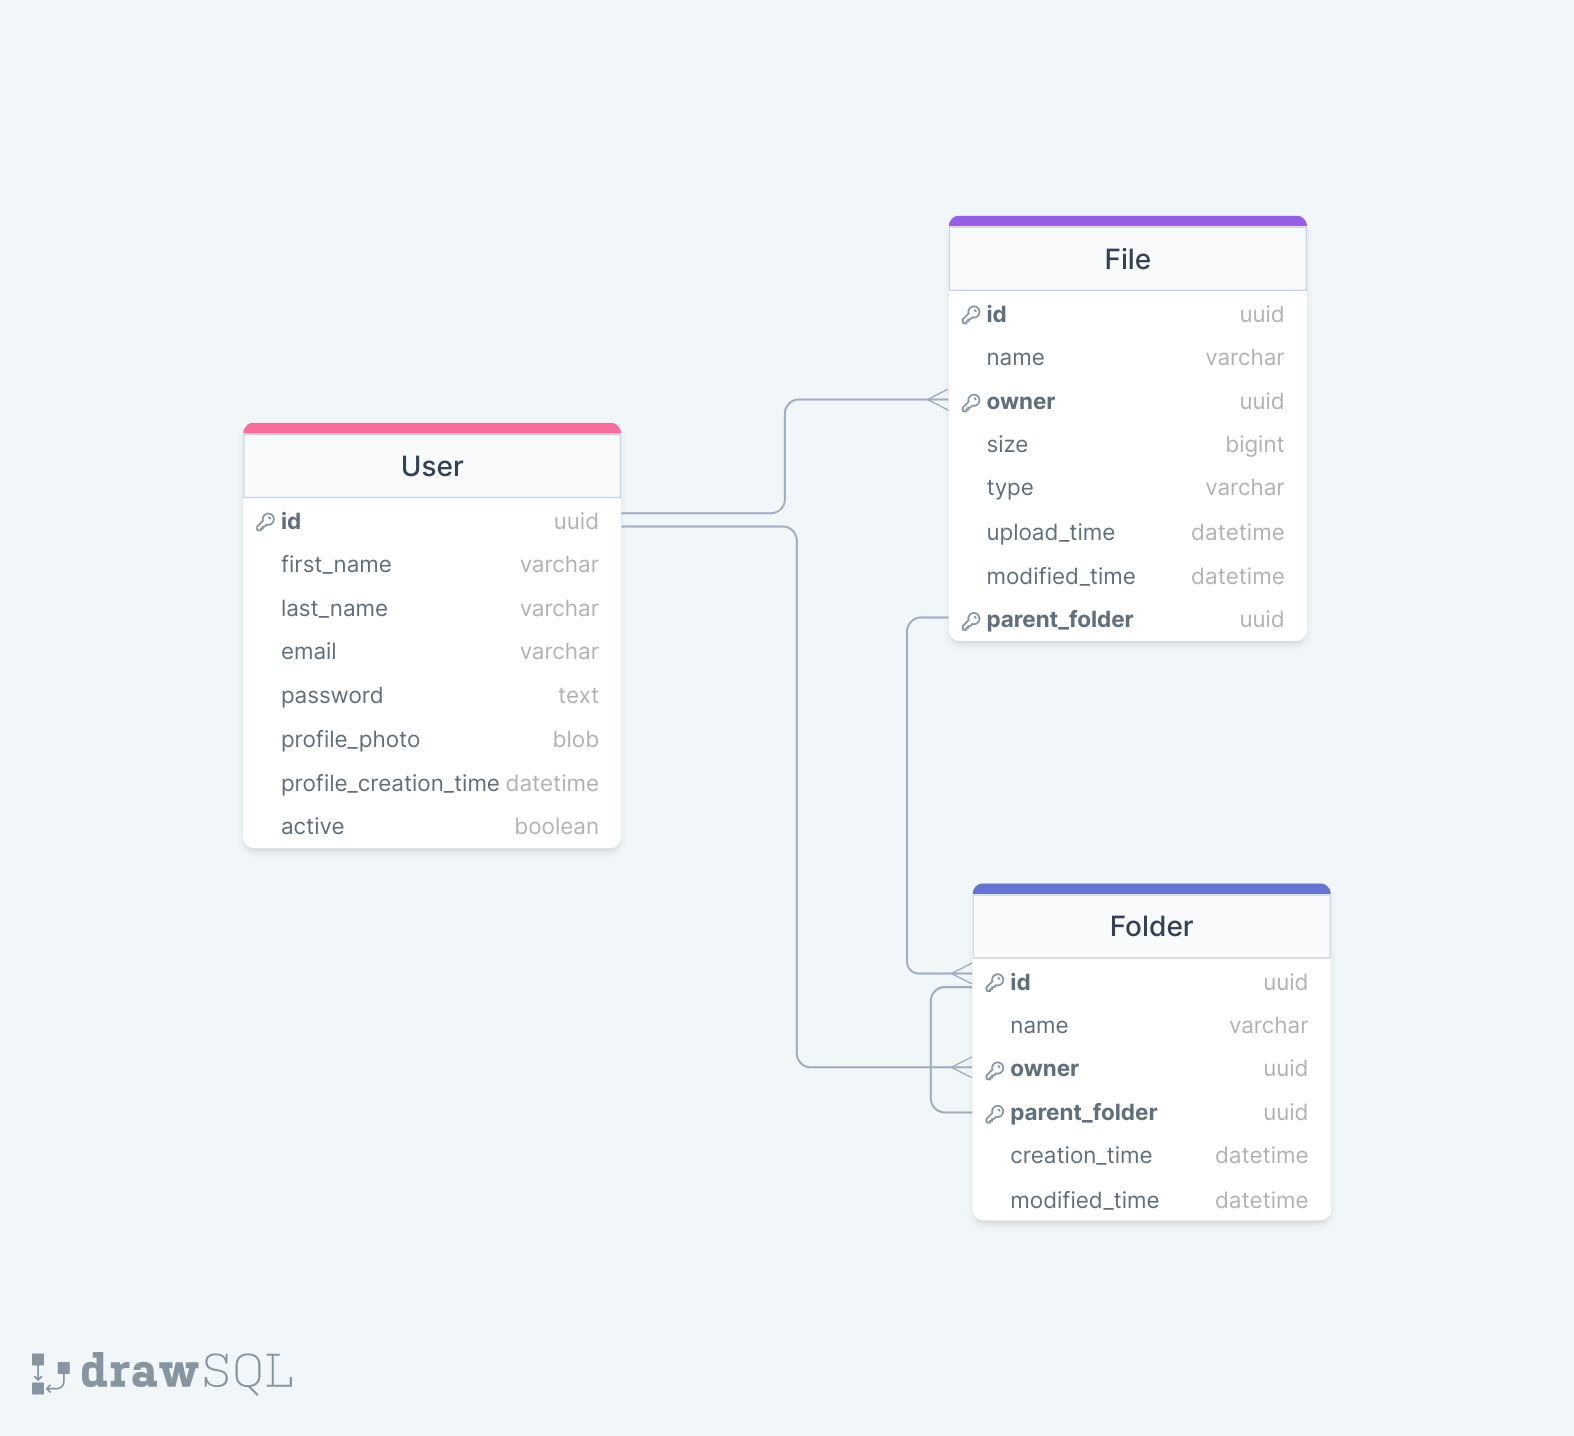 User
id uuid
first_name varchar
last_name varchar
email varchar
password text
profile_photo blob
profile_creation_time datetime
active boolean
File
id uuid
name varchar
owner uuid
size bigint
type varchar
upload_time datetime
modified_time datetime
parent_folder uuid
Folder
id uuid
name varchar
owner uuid
parent_folder uuid
creation_time datetime
modified_time datetime
drawSQL